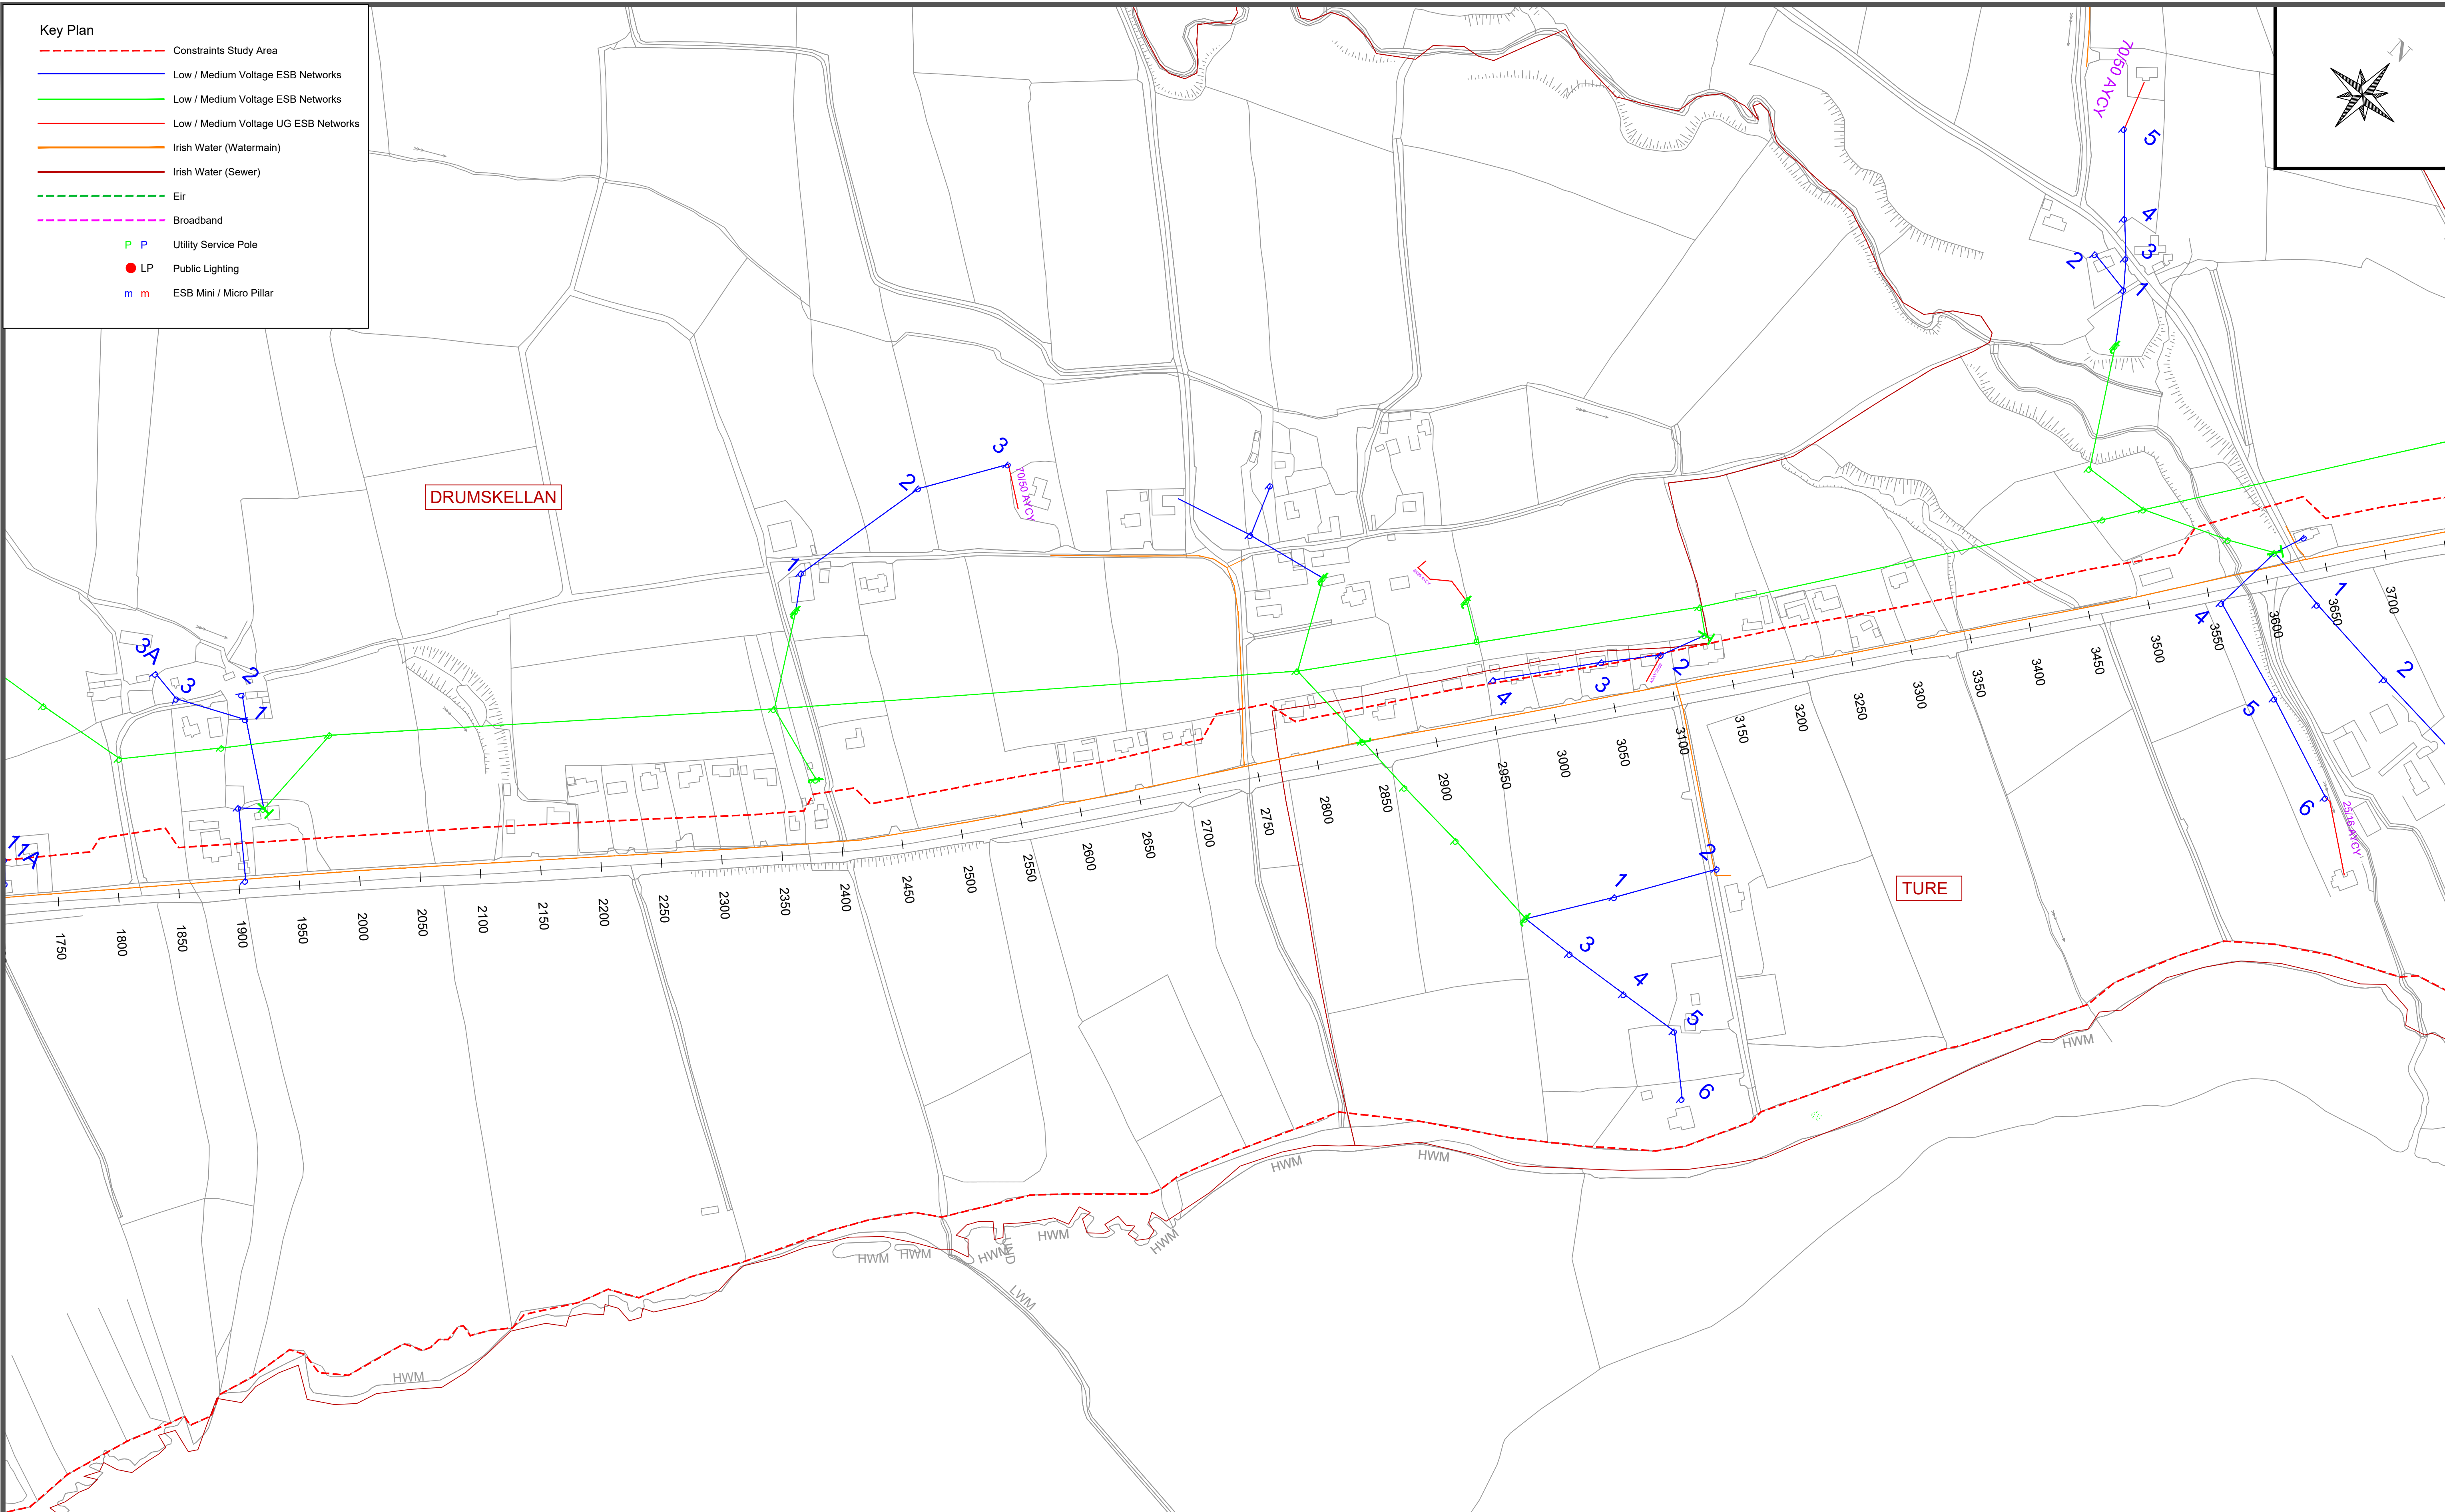 Key Plan
Constraints Study Area
Low / Medium Voltage ESB Networks
Low / Medium Voltage ESB Networks
Low / Medium Voltage UG ESB Networks
Irish Water (Watermain)
Irish Water (Sewer)
Eir
Broadband
P P Utility Service Pole
LP Public Lighting
m m ESB Mini / Micro Pillar
N
70/50 AYCY
5
4
3
2
1
DRUMSKELLAN
3
2
70/50 AYCY
1
3A
3
2
1
11A
2
3
4
1
2
4
5
6
25/16 AYCY
TURE
2
1
3
4
5
6
1750
1800
1850
1900
1950
2000
2050
2100
2150
2200
2250
2300
2350
2400
2450
2500
2550
2600
2650
2700
2750
2800
2850
2900
2950
3000
3050
3100
3150
3200
3250
3300
3350
3400
3450
3500
3550
3600
3650
3700
HWM
HWM
HWM
HWM
HWM
HWM
HWM
UND
HWM
HWM
LWM